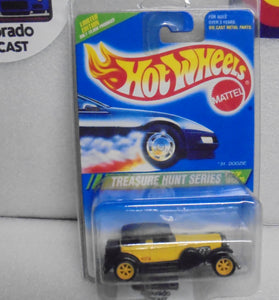 orado
CAST
LIMITED
EDITION
FOR AGES
OVER 3 YEARS
DIE CAST METAL PARTS
HOT WHEELS
MATTEL
'31 DOOZIE
TREASURE HUNT SERIES